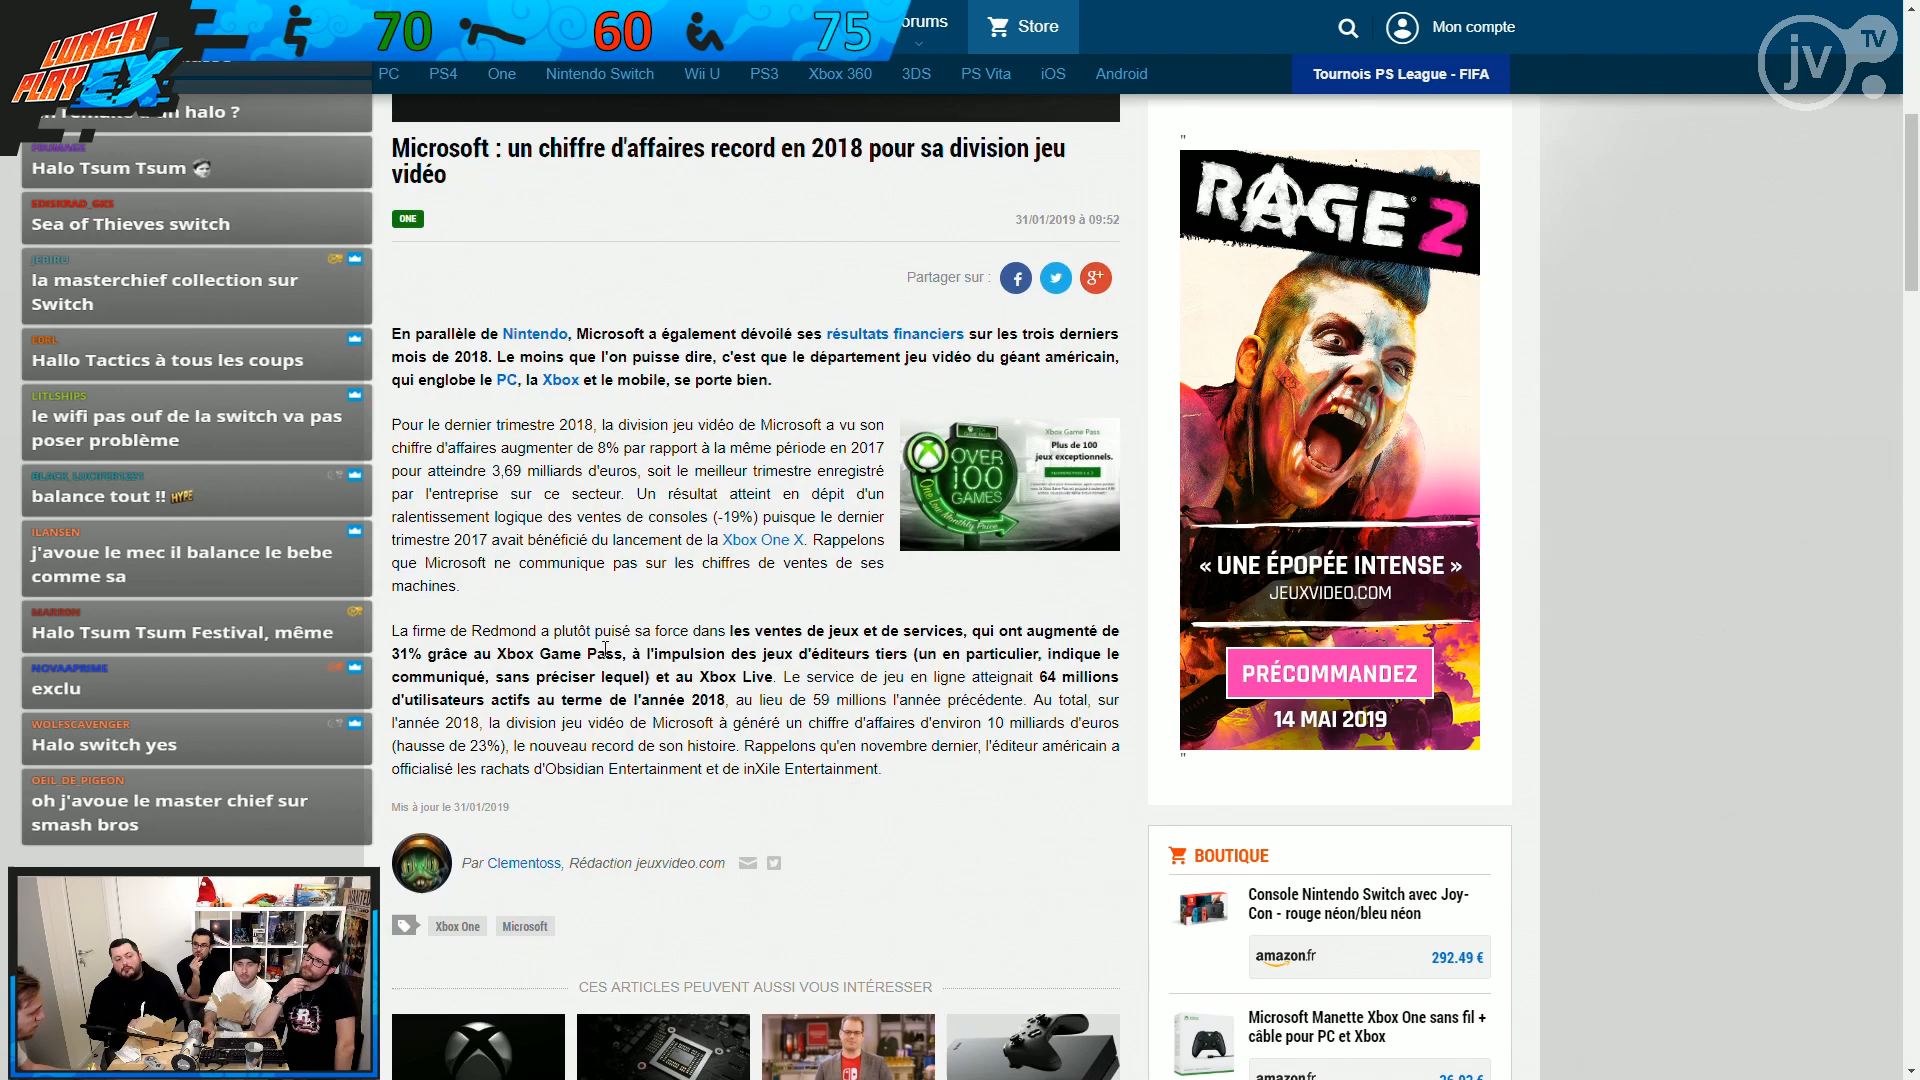 LUNCH PLAY EX
70
60
75
orums
Store
Mon compte
jv TV
PC
PS4
One
Nintendo Switch
Wii U
PS3
Xbox 360
3DS
PS Vita
iOS
Android
Tournois PS League - FIFA
halo ?
Halo Tsum Tsum
EDISKRAD_GKS
Sea of Thieves switch
JEBIRU
la masterchief collection sur
Switch
Hallo Tactics à tous les coups
LITLSHIPS
le wifi pas ouf de la switch va pas
poser problème
balance tout !! HYPE
ILANSEN
j'avoue le mec il balance le bebe
comme sa
MARRON
Halo Tsum Tsum Festival, même
NOVAAPRIME
exclu
WOLFSCAVENGER
Halo switch yes
OEIL_DE_PIGEON
oh j'avoue le master chief sur
smash bros
Microsoft : un chiffre d'affaires record en 2018 pour sa division jeu
vidéo
ONE
31/01/2019 à 09:52
Partager sur :
En parallèle de Nintendo, Microsoft a également dévoilé ses résultats financiers sur les trois derniers
mois de 2018. Le moins que l'on puisse dire, c'est que le département jeu vidéo du géant américain,
qui englobe le PC, la Xbox et le mobile, se porte bien.
Pour le dernier trimestre 2018, la division jeu vidéo de Microsoft a vu son
chiffre d'affaires augmenter de 8% par rapport à la même période en 2017
pour atteindre 3,69 milliards d'euros, soit le meilleur trimestre enregistré
par l'entreprise sur ce secteur. Un résultat atteint en dépit d'un
ralentissement logique des ventes de consoles (-19%) puisque le dernier
trimestre 2017 avait bénéficié du lancement de la Xbox One X. Rappelons
que Microsoft ne communique pas sur les chiffres de ventes de ses
machines.
OVER
100
GAMES
One Low Monthly Price
Xbox Game Pass
Plus de 100
jeux exceptionnels.
La firme de Redmond a plutôt puisé sa force dans les ventes de jeux et de services, qui ont augmenté de
31% grâce au Xbox Game Pass, à l'impulsion des jeux d'éditeurs tiers (un en particulier, indique le
communiqué, sans préciser lequel) et au Xbox Live. Le service de jeu en ligne atteignait 64 millions
d'utilisateurs actifs au terme de l'année 2018, au lieu de 59 millions l'année précédente. Au total, sur
l'année 2018, la division jeu vidéo de Microsoft à généré un chiffre d'affaires d'environ 10 milliards d'euros
(hausse de 23%), le nouveau record de son histoire. Rappelons qu'en novembre dernier, l'éditeur américain a
officialisé les rachats d'Obsidian Entertainment et de inXile Entertainment.
Mis à jour le 31/01/2019
Par Clementoss, Rédaction jeuxvideo.com
Xbox One
Microsoft
CES ARTICLES PEUVENT AUSSI VOUS INTÉRESSER
"
RAGE 2
« UNE ÉPOPÉE INTENSE »
JEUXVIDEO.COM
PRÉCOMMANDEZ
14 MAI 2019
"
BOUTIQUE
Console Nintendo Switch avec Joy-
Con - rouge néon/bleu néon
amazon.fr
292.49 €
Microsoft Manette Xbox One sans fil +
câble pour PC et Xbox
amazon.fr